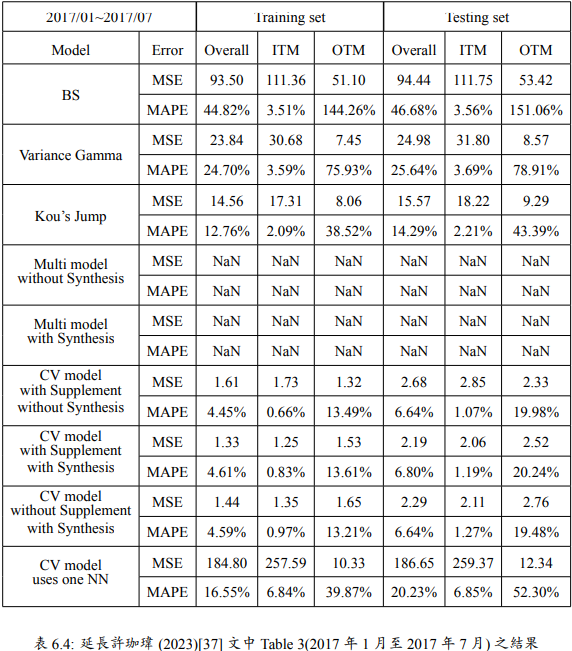 2017/01~2017/07 Training set Testing set
Model Error Overall ITM OTM Overall ITM OTM
BS MSE 93.50 111.36 51.10 94.44 111.75 53.42
MAPE 44.82% 3.51% 144.26% 46.68% 3.56% 151.06%
Variance Gamma MSE 23.84 30.68 7.45 24.98 31.80 8.57
MAPE 24.70% 3.59% 75.93% 25.64% 3.69% 78.91%
Kou's Jump MSE 14.56 17.31 8.06 15.57 18.22 9.29
MAPE 12.76% 2.09% 38.52% 14.29% 2.21% 43.39%
Multi model
without Synthesis
MSE NaN NaN NaN NaN NaN NaN
MAPE NaN NaN NaN NaN NaN NaN
Multi model
with Synthesis
MSE NaN NaN NaN NaN NaN NaN
MAPE NaN NaN NaN NaN NaN NaN
CV model
with Supplement
without Synthesis
MSE 1.61 1.73 1.32 2.68 2.85 2.33
MAPE 4.45% 0.66% 13.49% 6.64% 1.07% 19.98%
CV model
with Supplement
with Synthesis
MSE 1.33 1.25 1.53 2.19 2.06 2.52
MAPE 4.61% 0.83% 13.61% 6.80% 1.19% 20.24%
CV model
without Supplement
with Synthesis
MSE 1.44 1.35 1.65 2.29 2.11 2.76
MAPE 4.59% 0.97% 13.21% 6.64% 1.27% 19.48%
CV model
uses one NN
MSE 184.80 257.59 10.33 186.65 259.37 12.34
MAPE 16.55% 6.84% 39.87% 20.23% 6.85% 52.30%
表 6.4: 延長許珈瑋 (2023)[37] 文中 Table 3(2017 年 1 月至 2017 年 7 月) 之結果